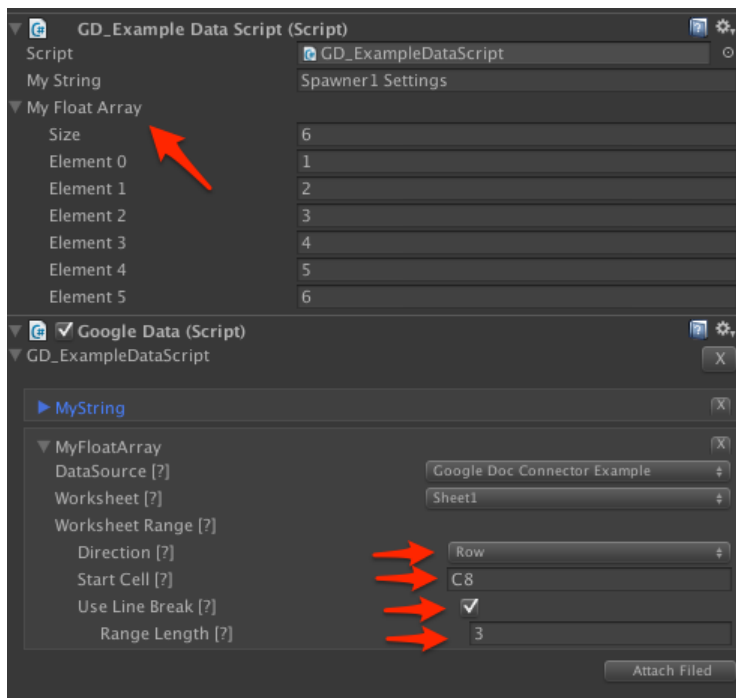 GD_Example Data Script (Script)
Script GD_ExampleDataScript
My String Spawner1 Settings
My Float Array
Size 6
Element 0 1
Element 1 2
Element 2 3
Element 3 4
Element 4 5
Element 5 6
Google Data (Script)
GD_ExampleDataScript X
MyString X
MyFloatArray X
DataSource [?] Google Doc Connector Example
Worksheet [?] Sheet1
Worksheet Range [?]
Direction [?] Row
Start Cell [?] C8
Use Line Break [?]
Range Length [?] 3
Attach Filed